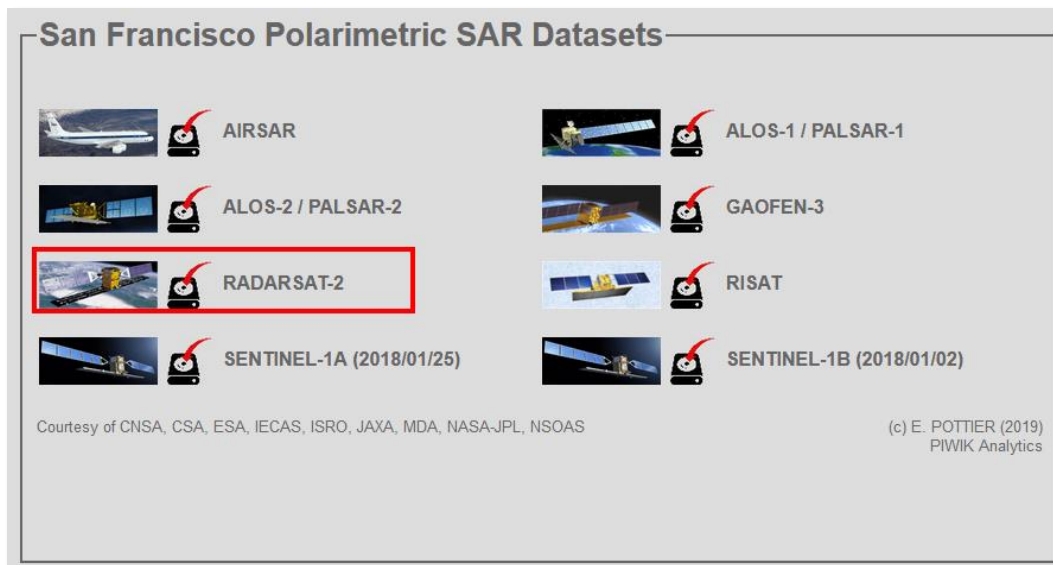 San Francisco Polarimetric SAR Datasets
AIRSAR
ALOS-1 / PALSAR-1
ALOS-2 / PALSAR-2
GAOFEN-3
RADARSAT-2
RISAT
SENTINEL-1A (2018/01/25)
SENTINEL-1B (2018/01/02)
Courtesy of CNSA, CSA, ESA, IECAS, ISRO, JAXA, MDA, NASA-JPL, NSOAS
(c) E. POTTIER (2019)
PIWIK Analytics